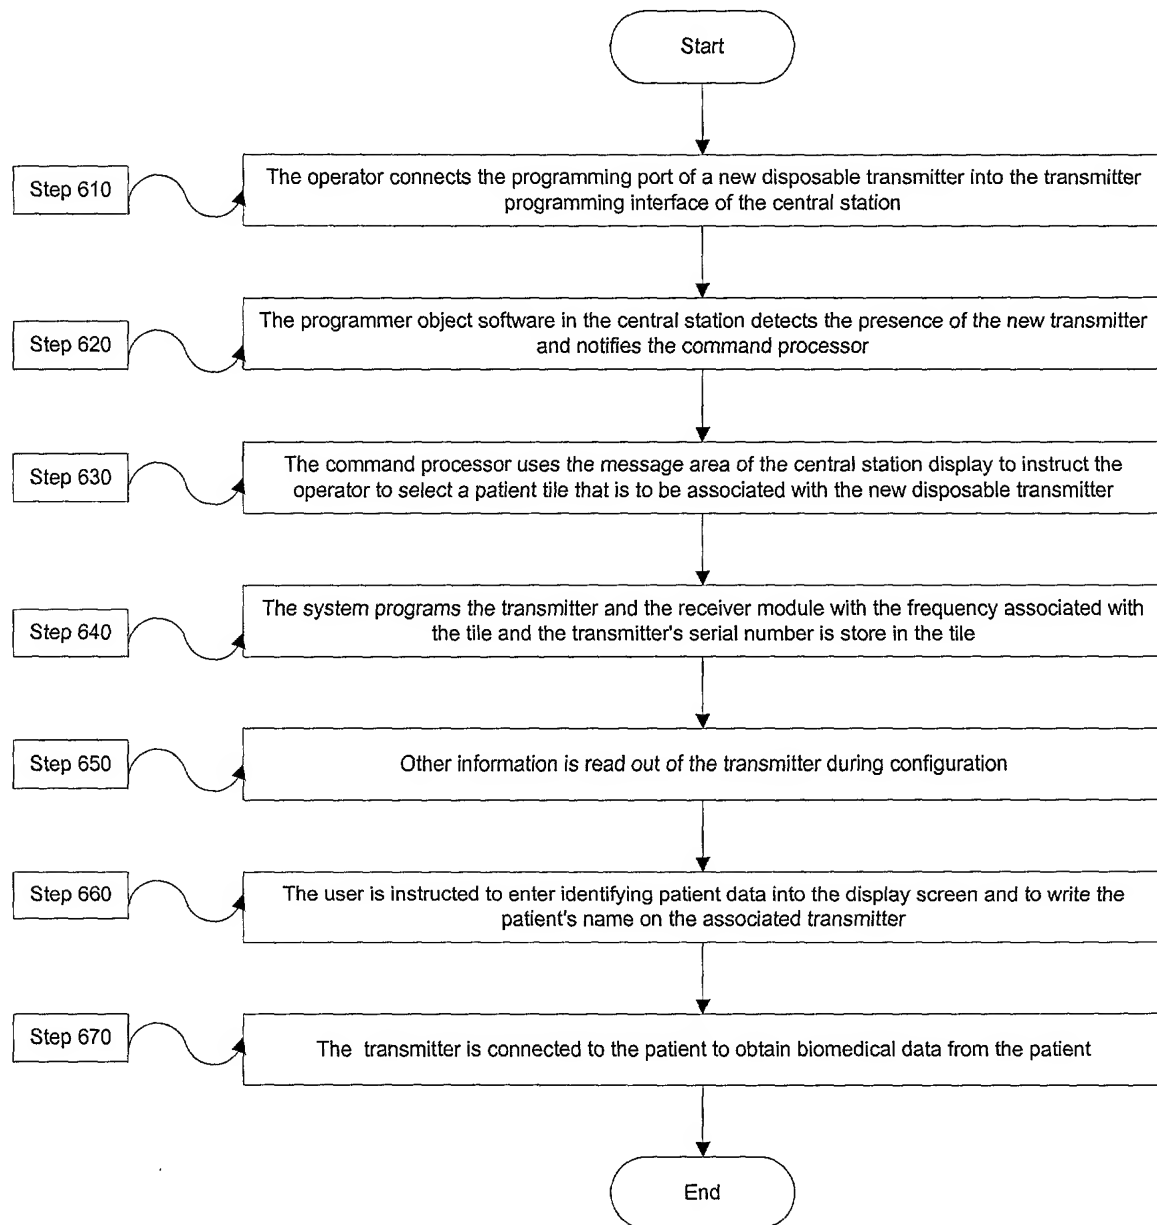 Start
Step 610
The operator connects the programming port of a new disposable transmitter into the transmitter
programming interface of the central station
Step 620
The programmer object software in the central station detects the presence of the new transmitter
and notifies the command processor
Step 630
The command processor uses the message area of the central station display to instruct the
operator to select a patient tile that is to be associated with the new disposable transmitter
Step 640
The system programs the transmitter and the receiver module with the frequency associated with
the tile and the transmitter's serial number is store in the tile
Step 650
Other information is read out of the transmitter during configuration
Step 660
The user is instructed to enter identifying patient data into the display screen and to write the
patient's name on the associated transmitter
Step 670
The transmitter is connected to the patient to obtain biomedical data from the patient
End